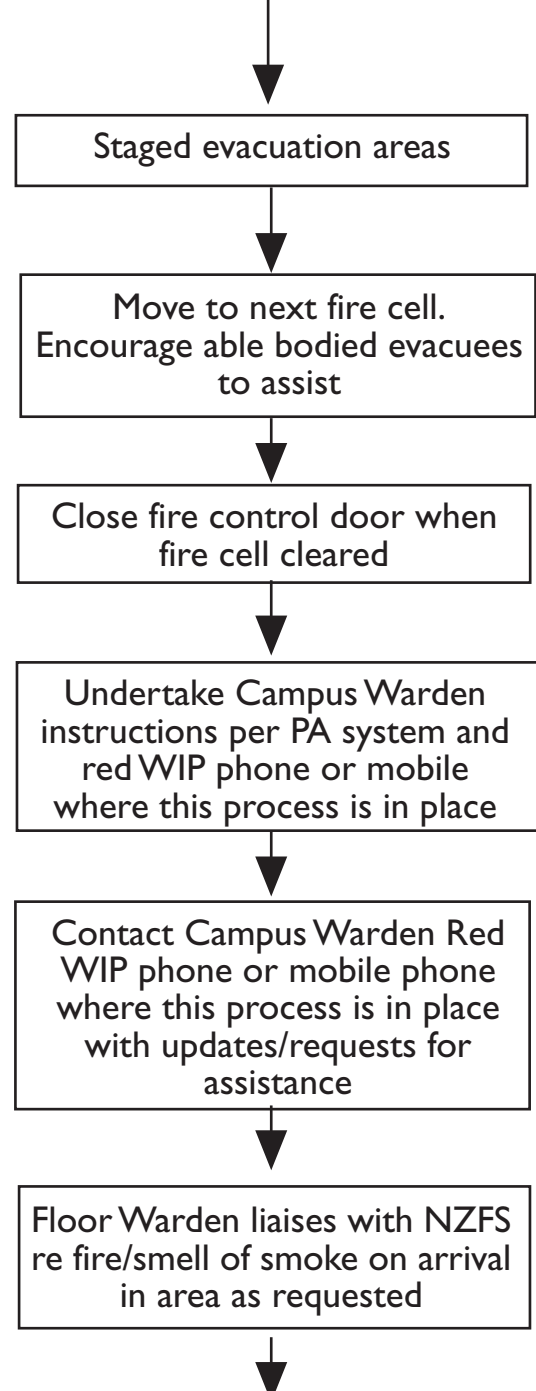 Staged evacuation areas
Move to next fire cell.
Encourage able bodied evacuees
to assist
Close fire control door when
fire cell cleared
Undertake Campus Warden
instructions per PA system and
red WIP phone or mobile
where this process is in place
Contact Campus Warden Red
WIP phone or mobile phone
where this process is in place
with updates/requests for
assistance
Floor Warden liaises with NZFS
re fire/smell of smoke on arrival
in area as requested